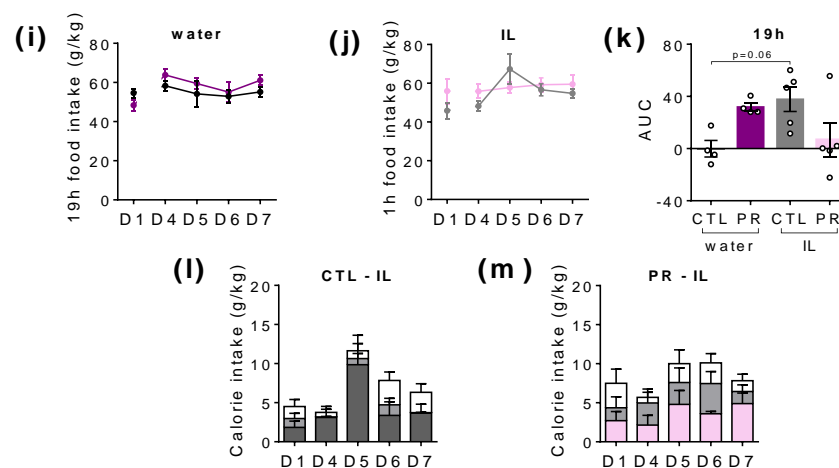 (i)
water
19h food intake (g/kg)
80
60
40
20
0
D1 D4 D5 D6 D7
(j)
IL
1h food intake (g/kg)
80
60
40
20
0
D1 D4 D5 D6 D7
(k)
19h
p=0.06
AUC
80
40
0
-40
CTL PR CTL PR
water IL
(l)
CTL - IL
Calorie intake (g/kg)
20
15
10
5
0
D1 D4 D5 D6 D7
(m)
PR - IL
Calorie intake (g/kg)
20
15
10
5
0
D1 D4 D5 D6 D7